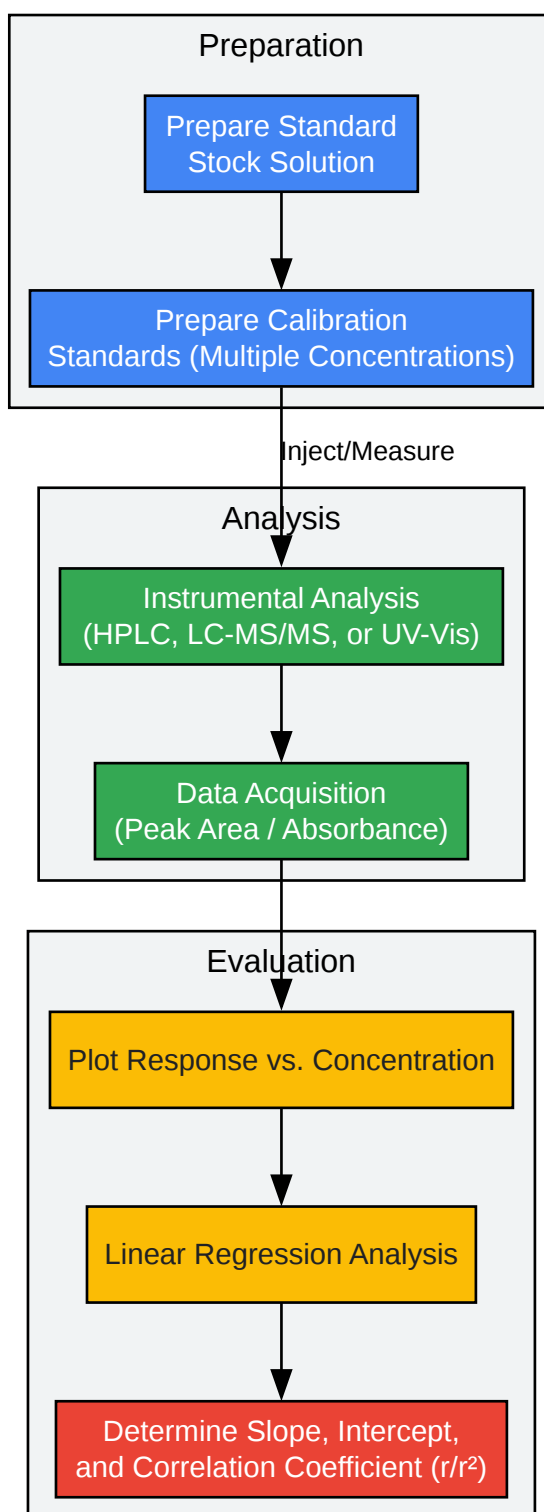 Preparation
Prepare Standard
Stock Solution
Prepare Calibration
Standards (Multiple Concentrations)
Inject/Measure
Analysis
Instrumental Analysis
(HPLC, LC-MS/MS, or UV-Vis)
Data Acquisition
(Peak Area / Absorbance)
Evaluation
Plot Response vs. Concentration
Linear Regression Analysis
Determine Slope, Intercept,
and Correlation Coefficient (r/r²)